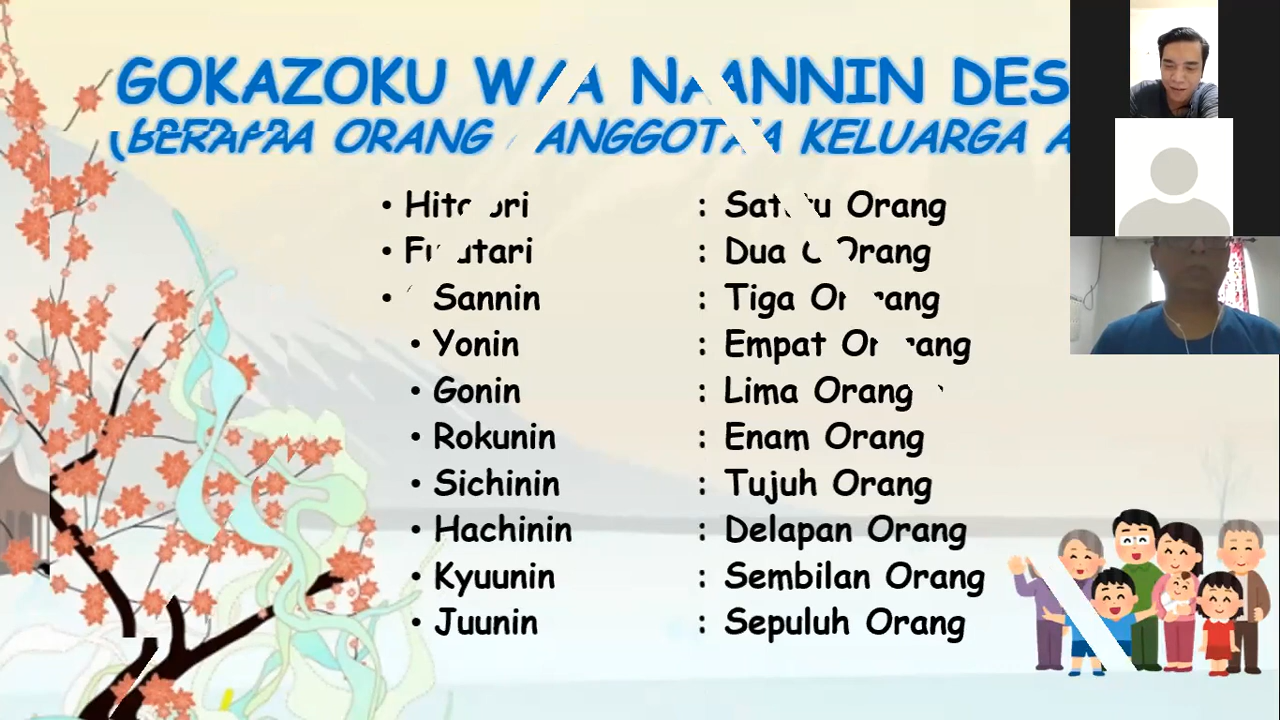 GOKAZOKU WA NANNIN DES
(BERAPA ORANG ANGGOTA KELUARGA A
• Hitori : Satu Orang
• Futari : Dua Orang
• Sannin : Tiga Orang
• Yonin : Empat Orang
• Gonin : Lima Orang
• Rokunin : Enam Orang
• Sichinin : Tujuh Orang
• Hachinin : Delapan Orang
• Kyuunin : Sembilan Orang
• Juunin : Sepuluh Orang